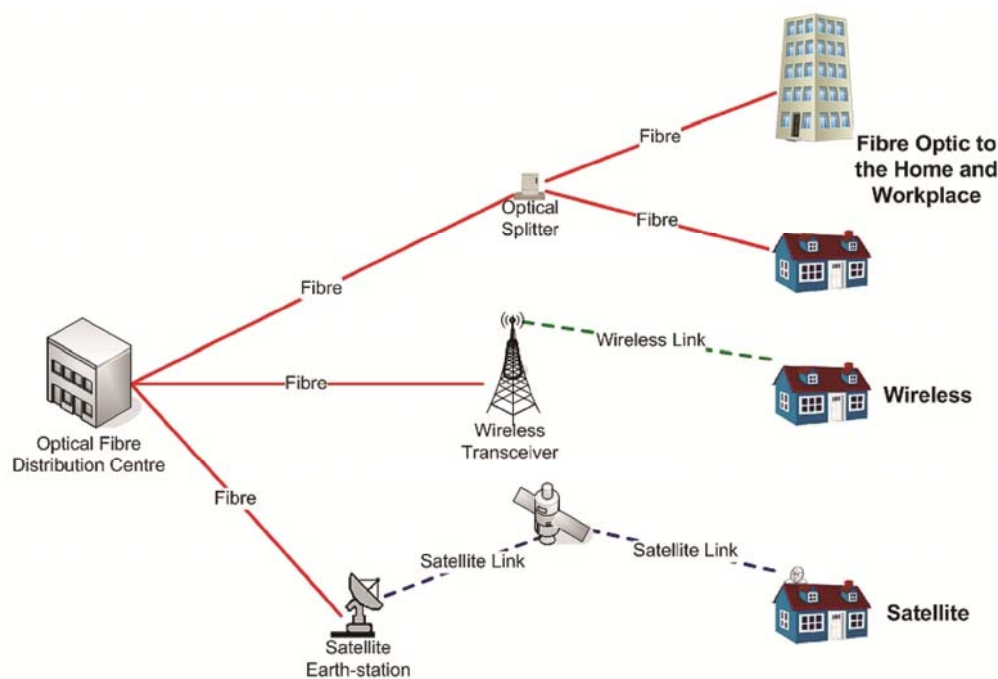 Fibre
Fibre Optic to
the Home and
Workplace
Optical
Splitter
Fibre
Fibre
Wireless Link
Fibre
Wireless
Wireless
Transceiver
Optical Fibre
Distribution Centre
Fibre
Satellite Link
Satellite Link
Satellite
Satellite
Earth-station